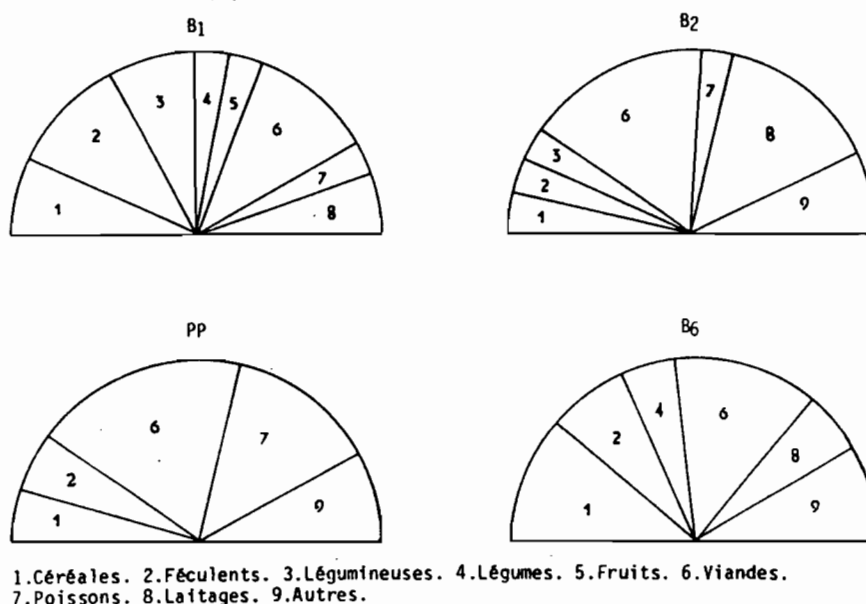 B1
B2
1 2 3 4 5 6 7 8
1 2 3 6 7 8 9
PP
B6
1 2 6 7 9
1 2 4 6 8 9
1.Céréales. 2.Féculents. 3.Légumineuses. 4.Légumes. 5.Fruits. 6.Viandes.
7.Poissons. 8.Laitages. 9.Autres.